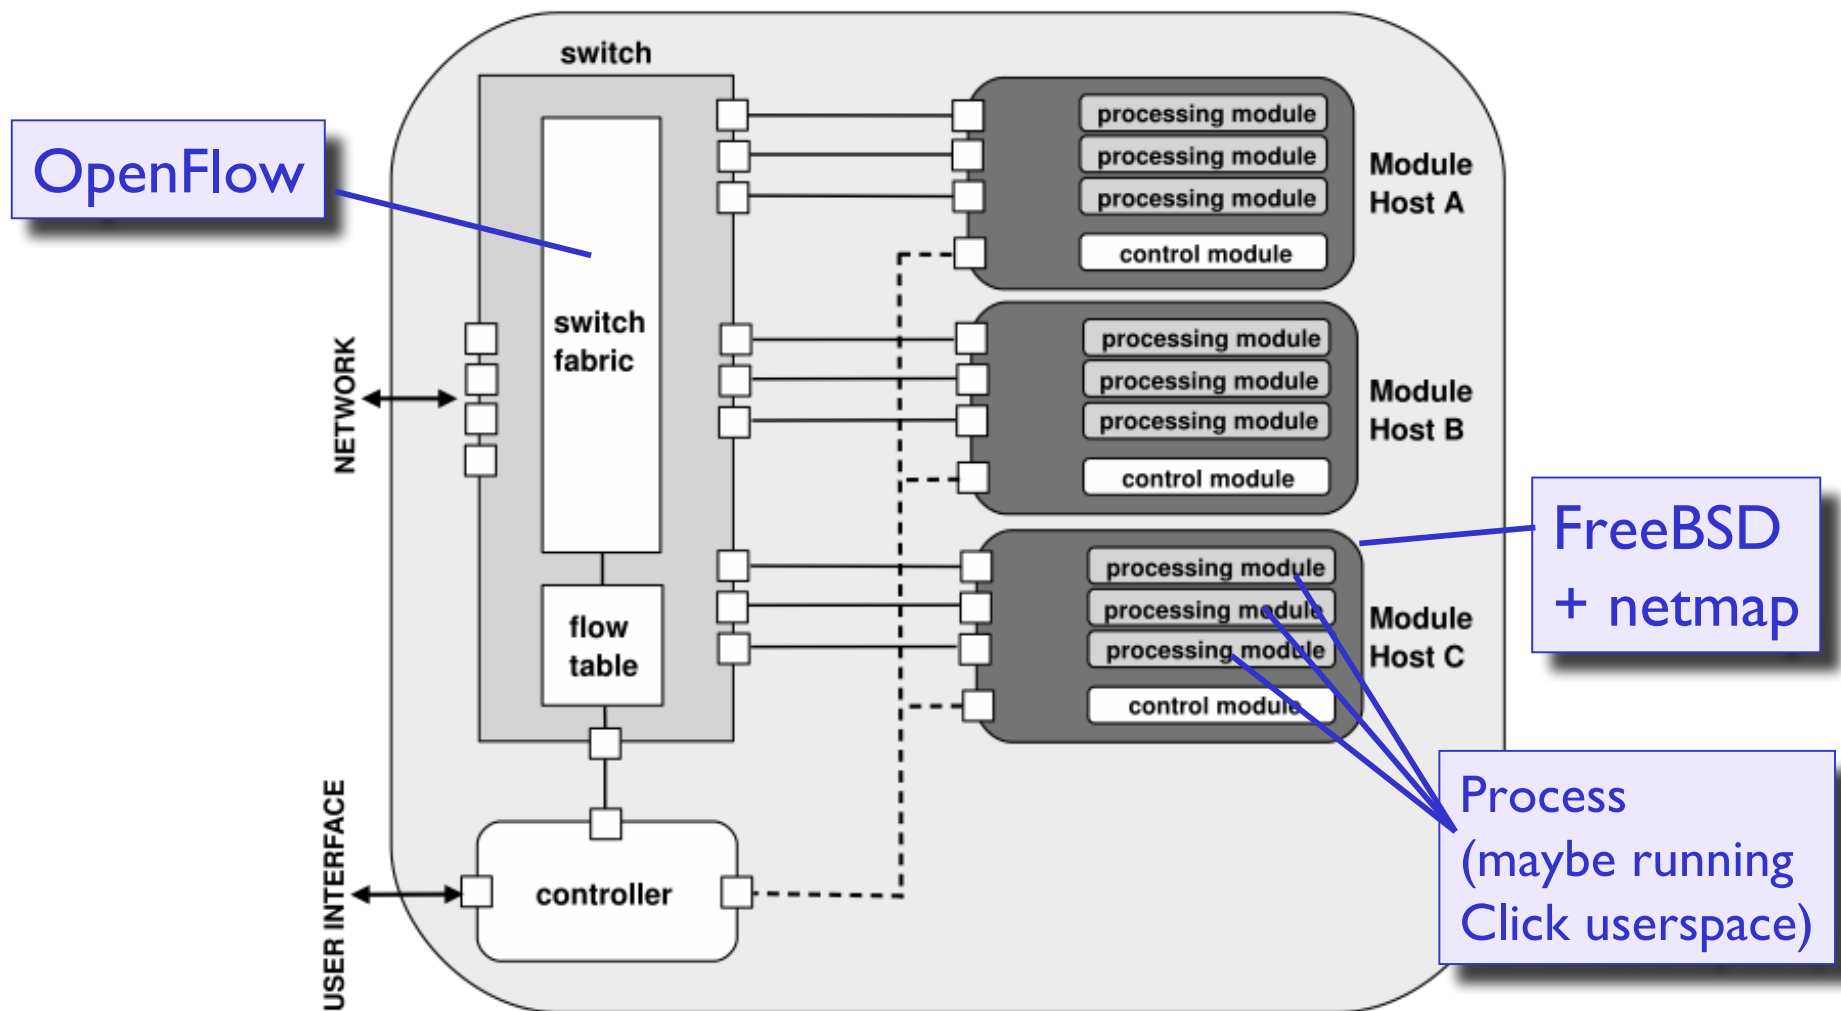 switch
OpenFlow
switch
fabric
flow
table
NETWORK
USER INTERFACE
controller
processing module
processing module
processing module
control module
Module
Host A
processing module
processing module
processing module
control module
Module
Host B
processing module
processing module
processing module
control module
Module
Host C
FreeBSD
+ netmap
Process
(maybe running
Click userspace)